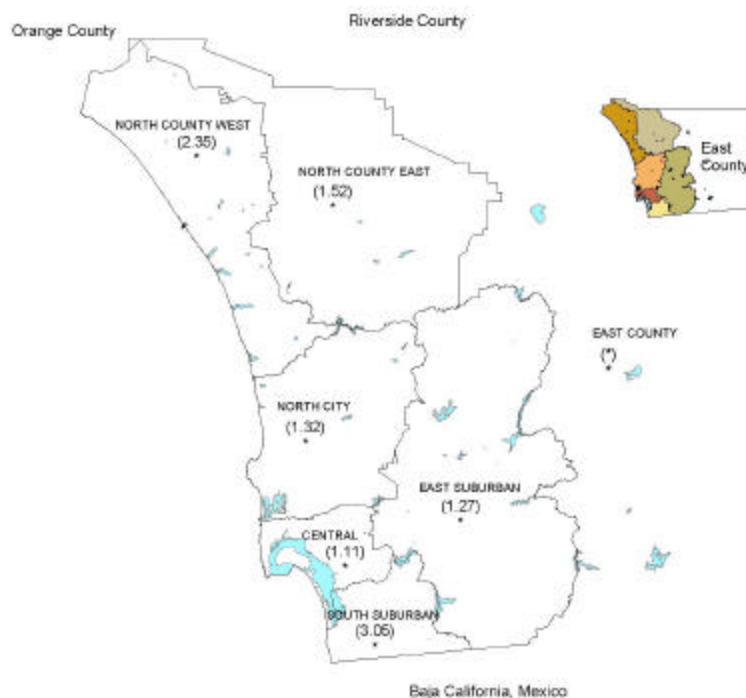 Riverside County
Orange County
NORTH COUNTY WEST
(2.35)
NORTH COUNTY EAST
(1.52)
East
County
EAST COUNTY
(*)
NORTH CITY
(1.32)
EAST SUBURBAN
(1.27)
CENTRAL
(1.11)
SOUTH SUBURBAN
(3.05)
Baja California, Mexico